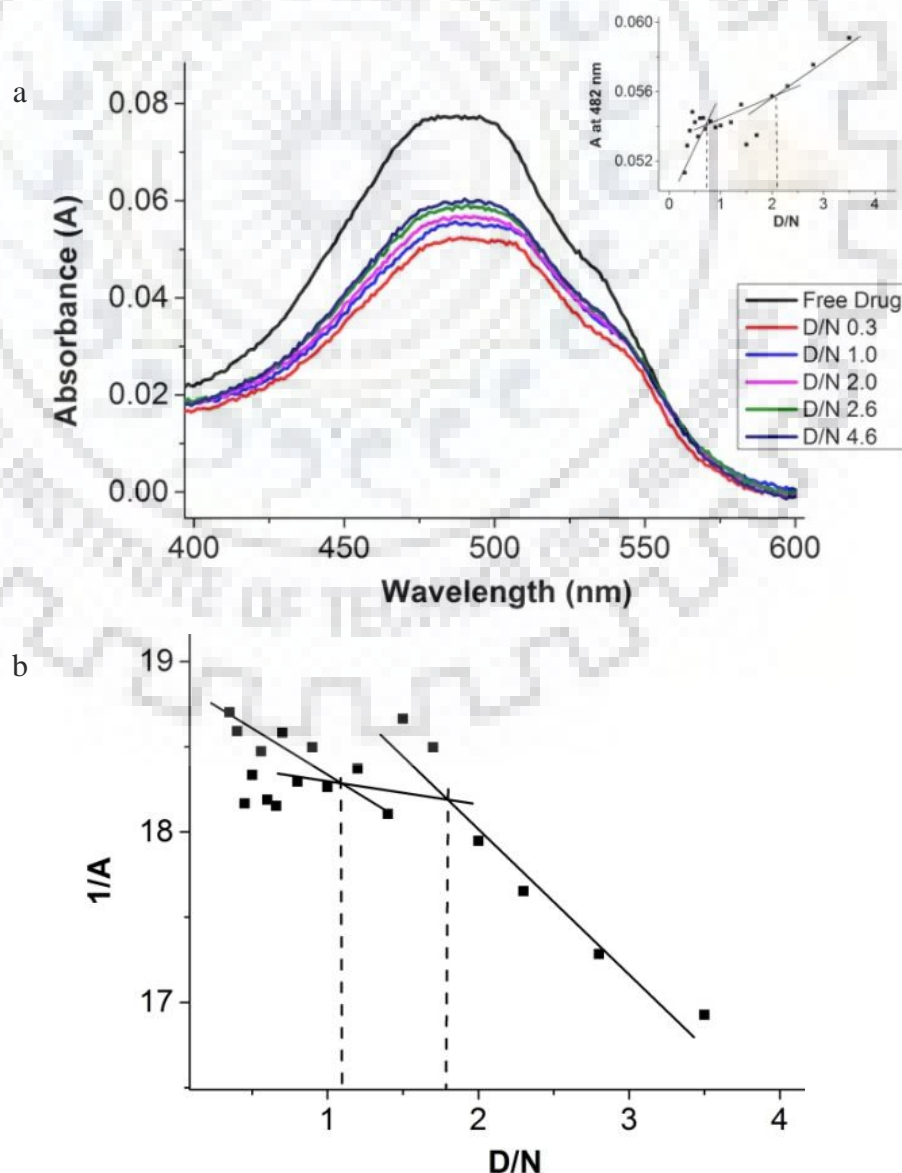 a
0.060
0.056
0.052
A at 482 nm
0 1 2 3 4
D/N
0.08
0.06
0.04
0.02
0.00
Absorbance (A)
Free Drug
D/N 0.3
D/N 1.0
D/N 2.0
D/N 2.6
D/N 4.6
400 450 500 550 600
Wavelength (nm)
b
19
18
17
1/A
1 2 3 4
D/N